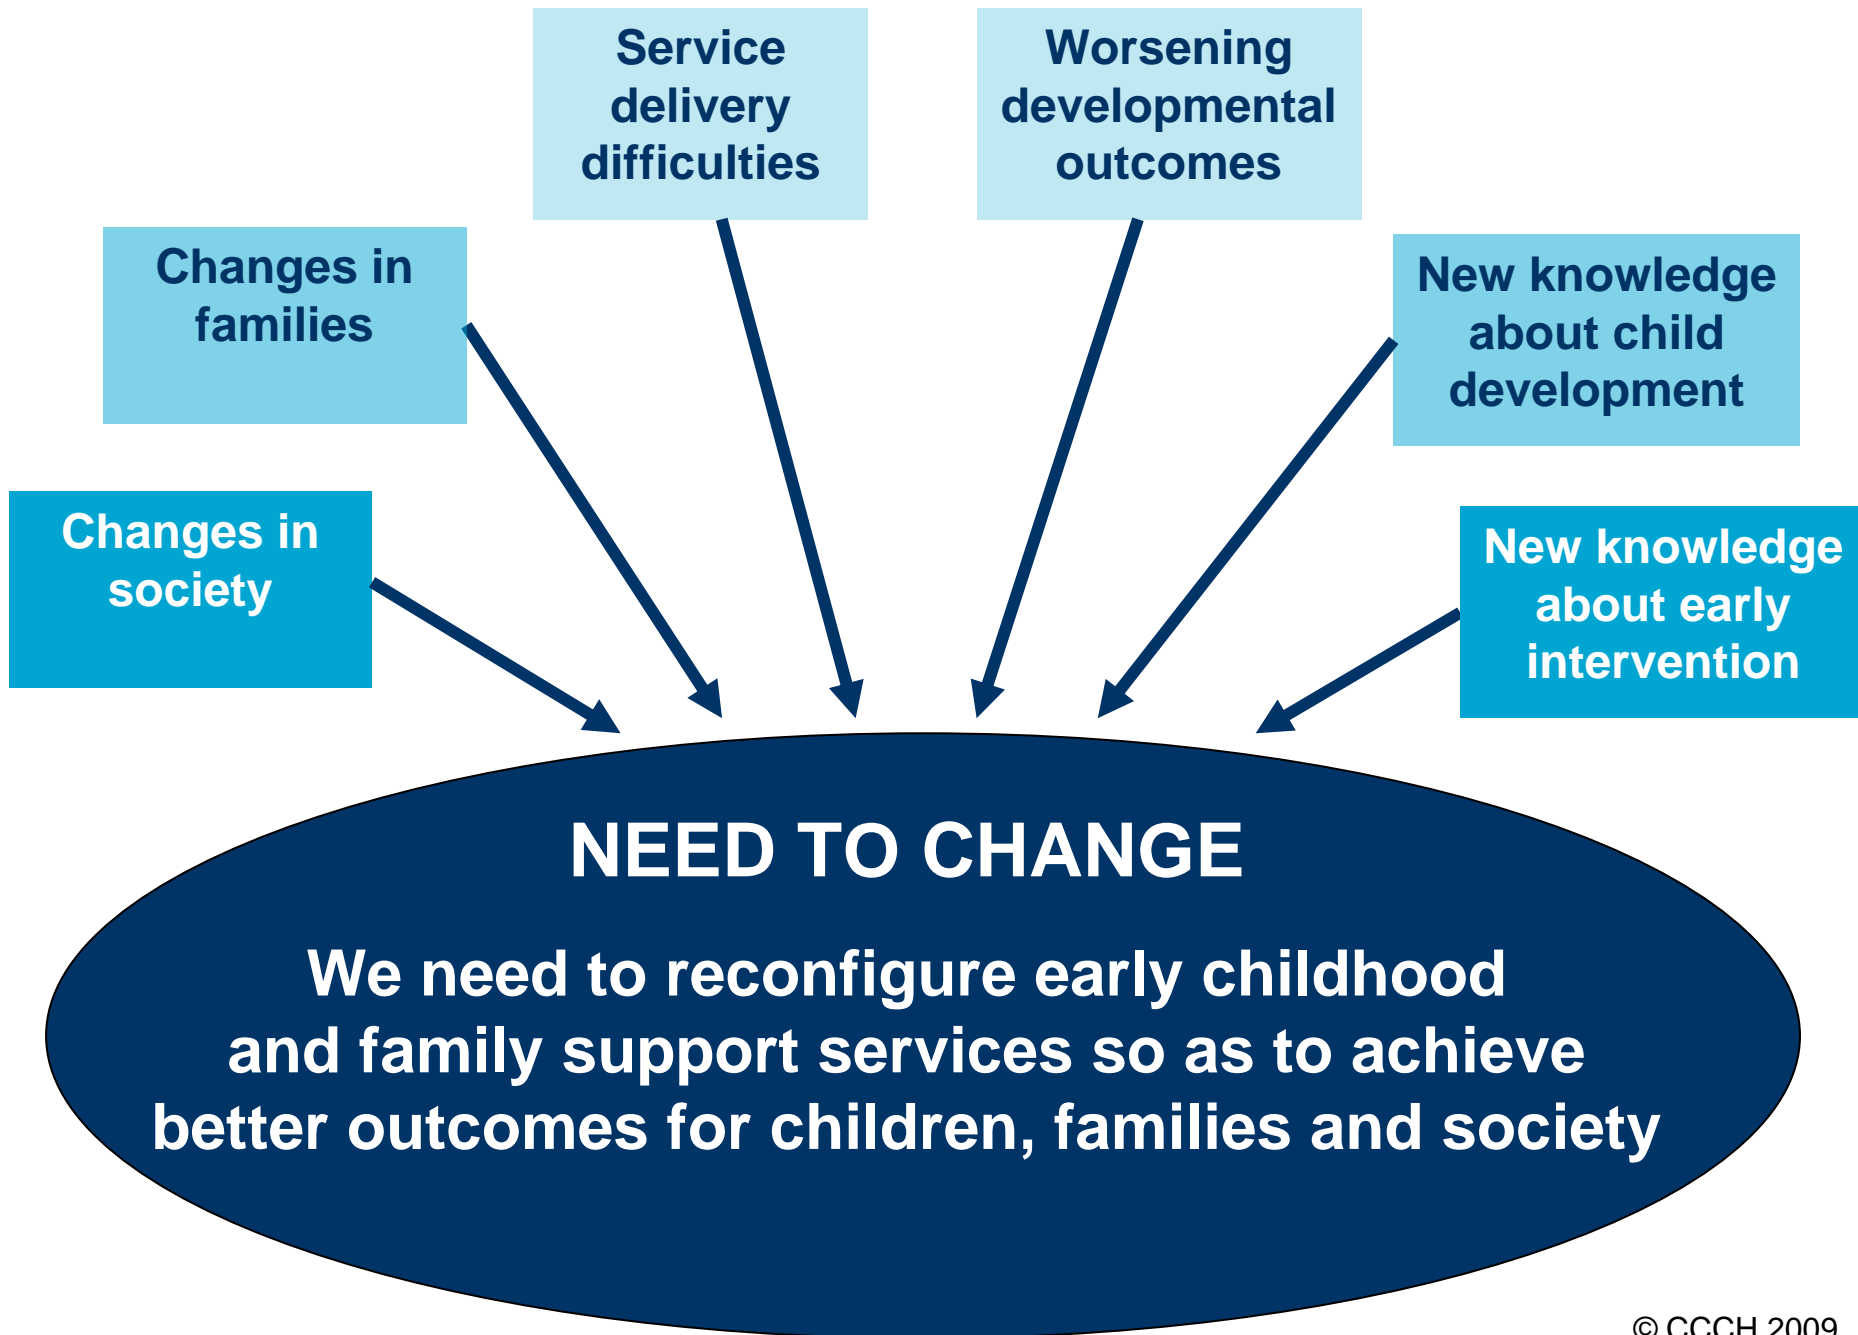 Service
delivery
difficulties
Worsening
developmental
outcomes
Changes in
families
New knowledge
about child
development
Changes in
society
New knowledge
about early
intervention
NEED TO CHANGE
We need to reconfigure early childhood
and family support services so as to achieve
better outcomes for children, families and society
© CCCH 2009